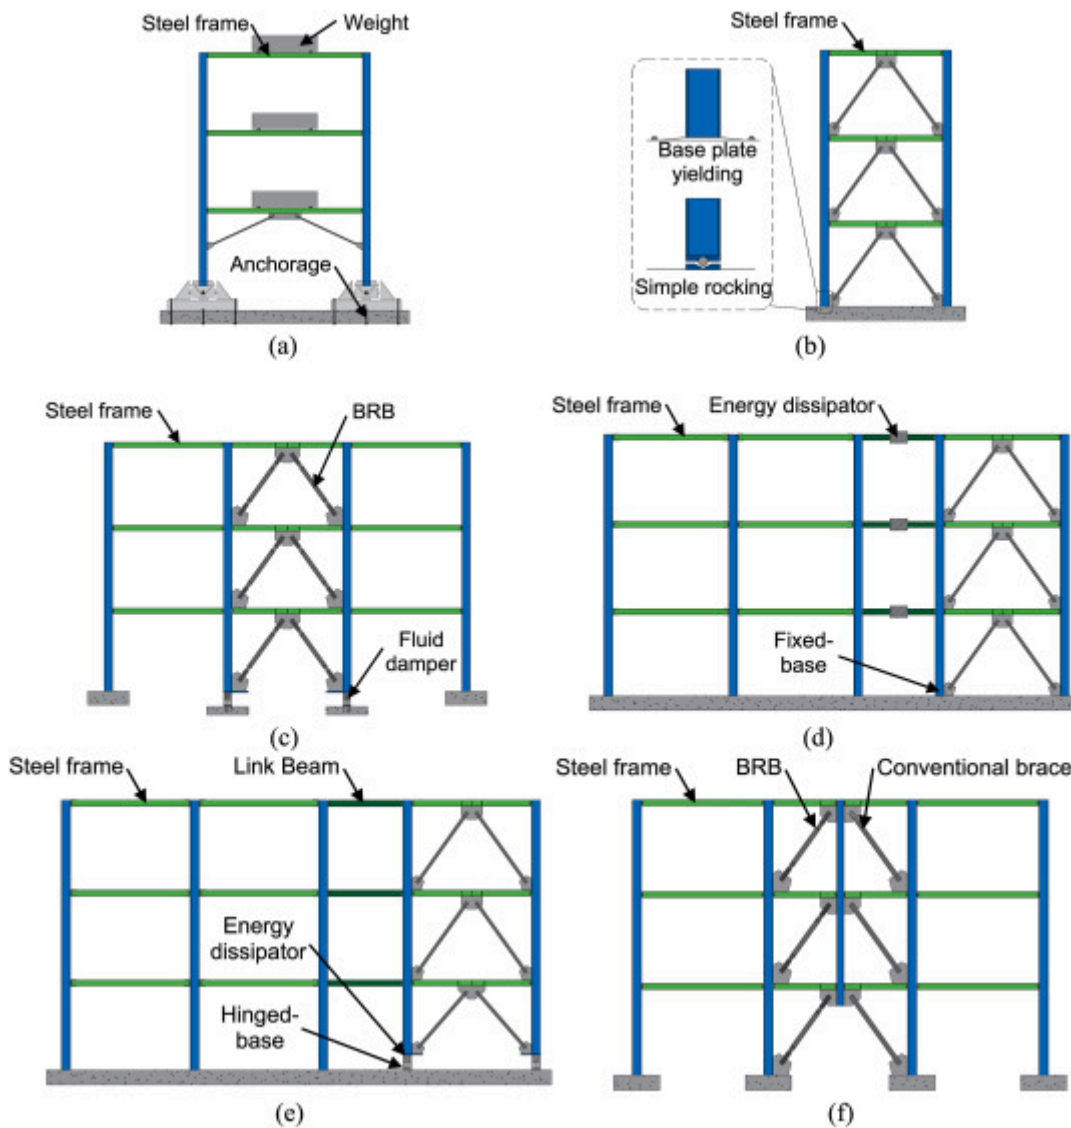 Steel frame
Weight
Anchorage
(a)
Steel frame
Base plate
yielding
Simple rocking
(b)
Steel frame
BRB
Fluid
damper
(c)
Steel frame
Energy dissipator
Fixed-
base
(d)
Steel frame
Link Beam
Energy
dissipator
Hinged-
base
(e)
Steel frame
BRB
Conventional brace
(f)